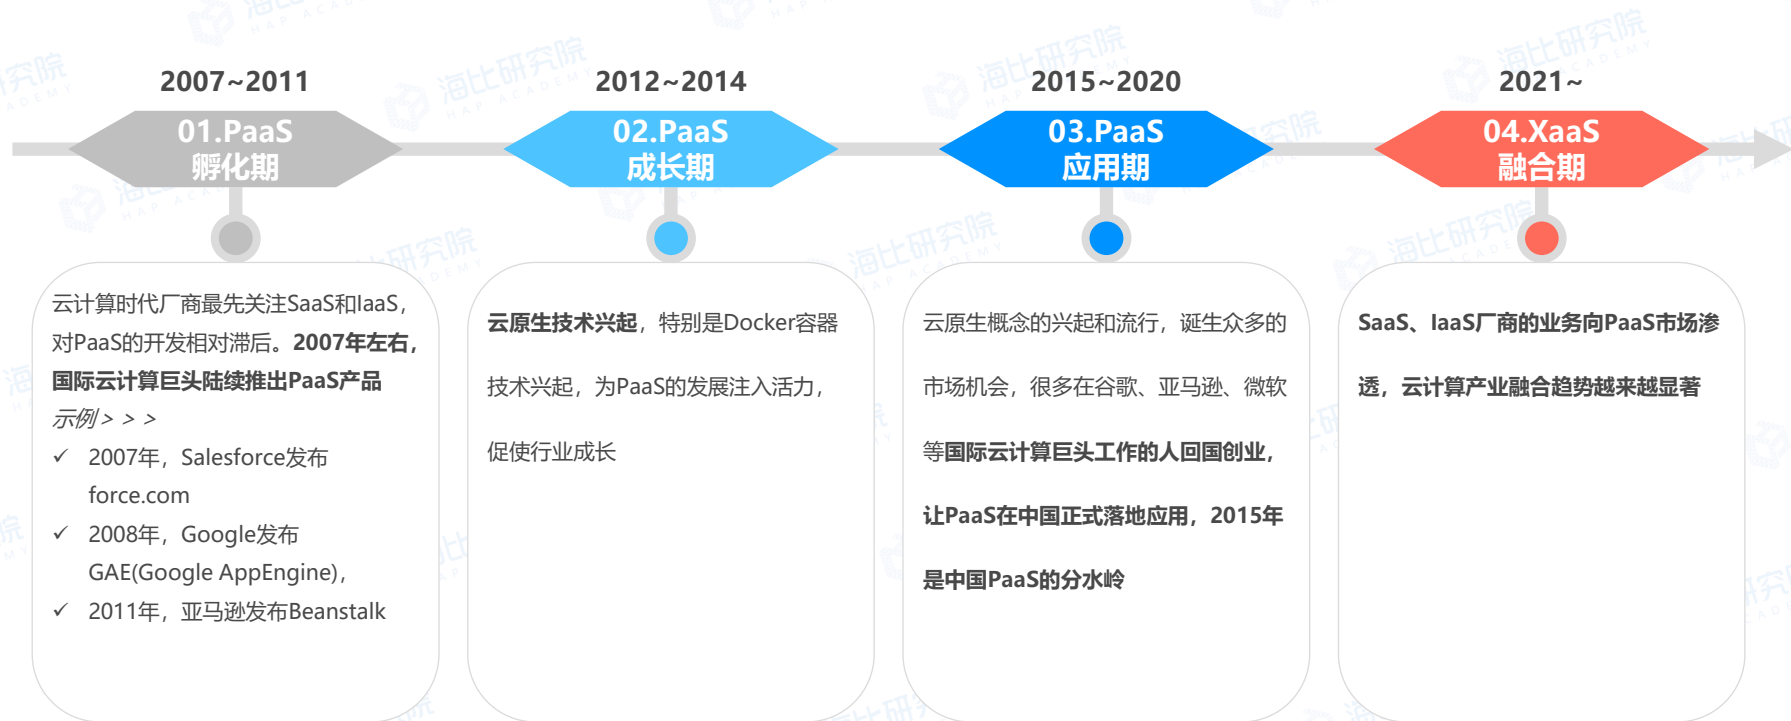 2007~2011
01.PaaS
孵化期
云计算时代厂商最先关注SaaS和IaaS，
对PaaS的开发相对滞后。2007年左右，
国际云计算巨头陆续推出PaaS产品
示例＞＞＞
✓ 2007年，Salesforce发布
force.com
✓ 2008年，Google发布
GAE(Google AppEngine)，
✓ 2011年，亚马逊发布Beanstalk
2012~2014
02.PaaS
成长期
云原生技术兴起，特别是Docker容器
技术兴起，为PaaS的发展注入活力，
促使行业成长
2015~2020
03.PaaS
应用期
云原生概念的兴起和流行，诞生众多的
市场机会，很多在谷歌、亚马逊、微软
等国际云计算巨头工作的人回国创业，
让PaaS在中国正式落地应用，2015年
是中国PaaS的分水岭
2021~
04.XaaS
融合期
SaaS、IaaS厂商的业务向PaaS市场渗
透，云计算产业融合趋势越来越显著
海比研究院
HAP ACADEMY